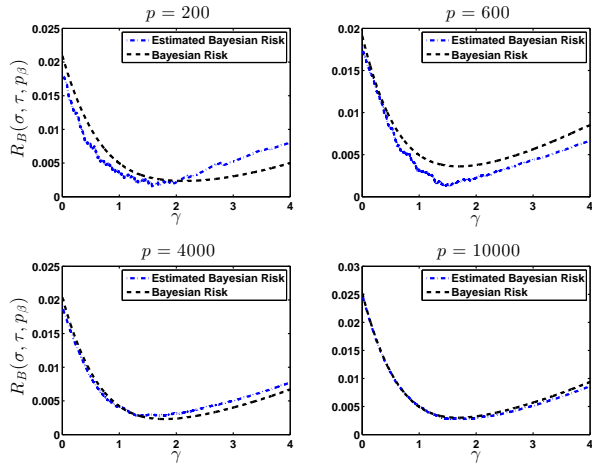 p = 200
0.025
0.02
0.015
0.01
0.005
0
0 1 2 3 4
γ
R_B(σ, τ, p_β)
Estimated Bayesian Risk
Bayesian Risk
p = 600
0.02
0.015
0.01
0.005
0
0 1 2 3 4
γ
Estimated Bayesian Risk
Bayesian Risk
p = 4000
0.025
0.02
0.015
0.01
0.005
0
0 1 2 3 4
γ
R_B(σ, τ, p_β)
Estimated Bayesian Risk
Bayesian Risk
p = 10000
0.03
0.025
0.02
0.015
0.01
0.005
0
0 1 2 3 4
γ
Estimated Bayesian Risk
Bayesian Risk